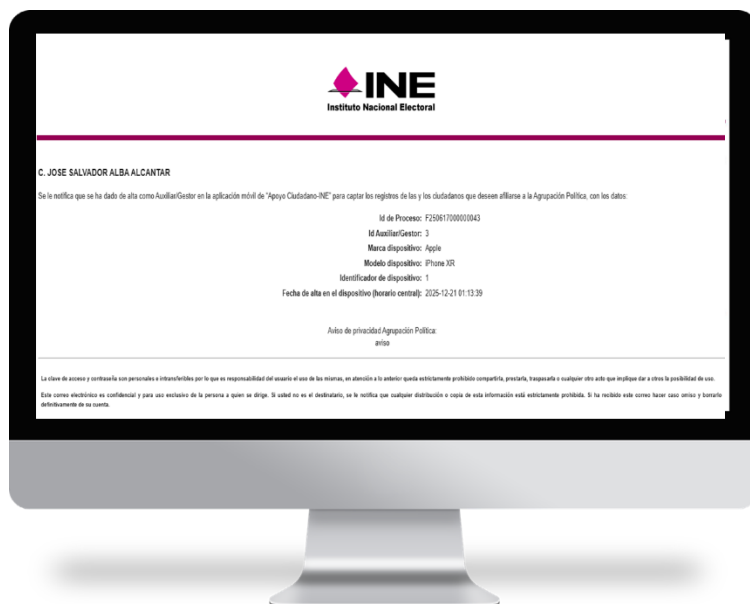 INE
Instituto Nacional Electoral
C. JOSE SALVADOR ALBA ALCANTAR
Se le notifica que se ha dado de alta como Auxiliar/Gestor en la aplicación móvil de "Apoyo Ciudadano-INE" para captar los registros de las y los ciudadanos que deseen afiliarse a la Agrupación Política, con los datos:
Id de Proceso: F250617000000043
Id Auxiliar/Gestor: 3
Marca dispositivo: Apple
Modelo dispositivo: iPhone XR
Identificador de dispositivo: 1
Fecha de alta en el dispositivo (horario central): 2025-12-21 01:13:39
Aviso de privacidad Agrupación Política:
aviso
La clave de acceso y contraseña son personales e intransferibles por lo que es responsabilidad del usuario el uso de las mismas, en atención a lo anterior queda estrictamente prohibido compartirla, prestarla, traspasarla o cualquier otro acto que implique dar a otros la posibilidad de uso.
Este correo electrónico es confidencial y para uso exclusivo de la persona a quien se dirige. Si usted no es el destinatario, se le notifica que cualquier distribución o copia de esta información está estrictamente prohibida. Si ha recibido este correo hacer caso omiso y borrarlo
definitivamente de su cuenta.